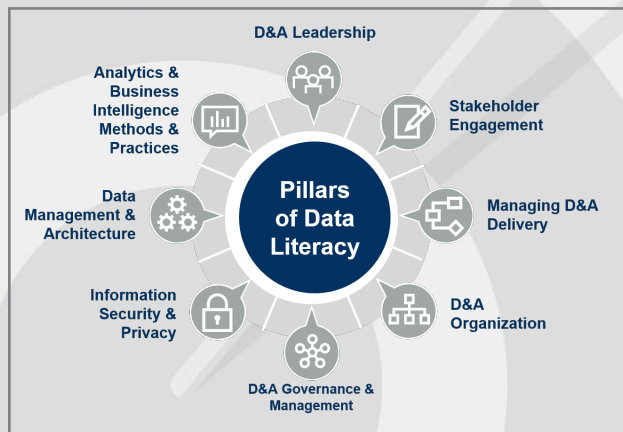 D&A Leadership
Stakeholder
Engagement
Managing D&A
Delivery
D&A
Organization
D&A Governance &
Management
Information
Security &
Privacy
Data
Management &
Architecture
Analytics &
Business
Intelligence
Methods &
Practices
Pillars
of Data
Literacy